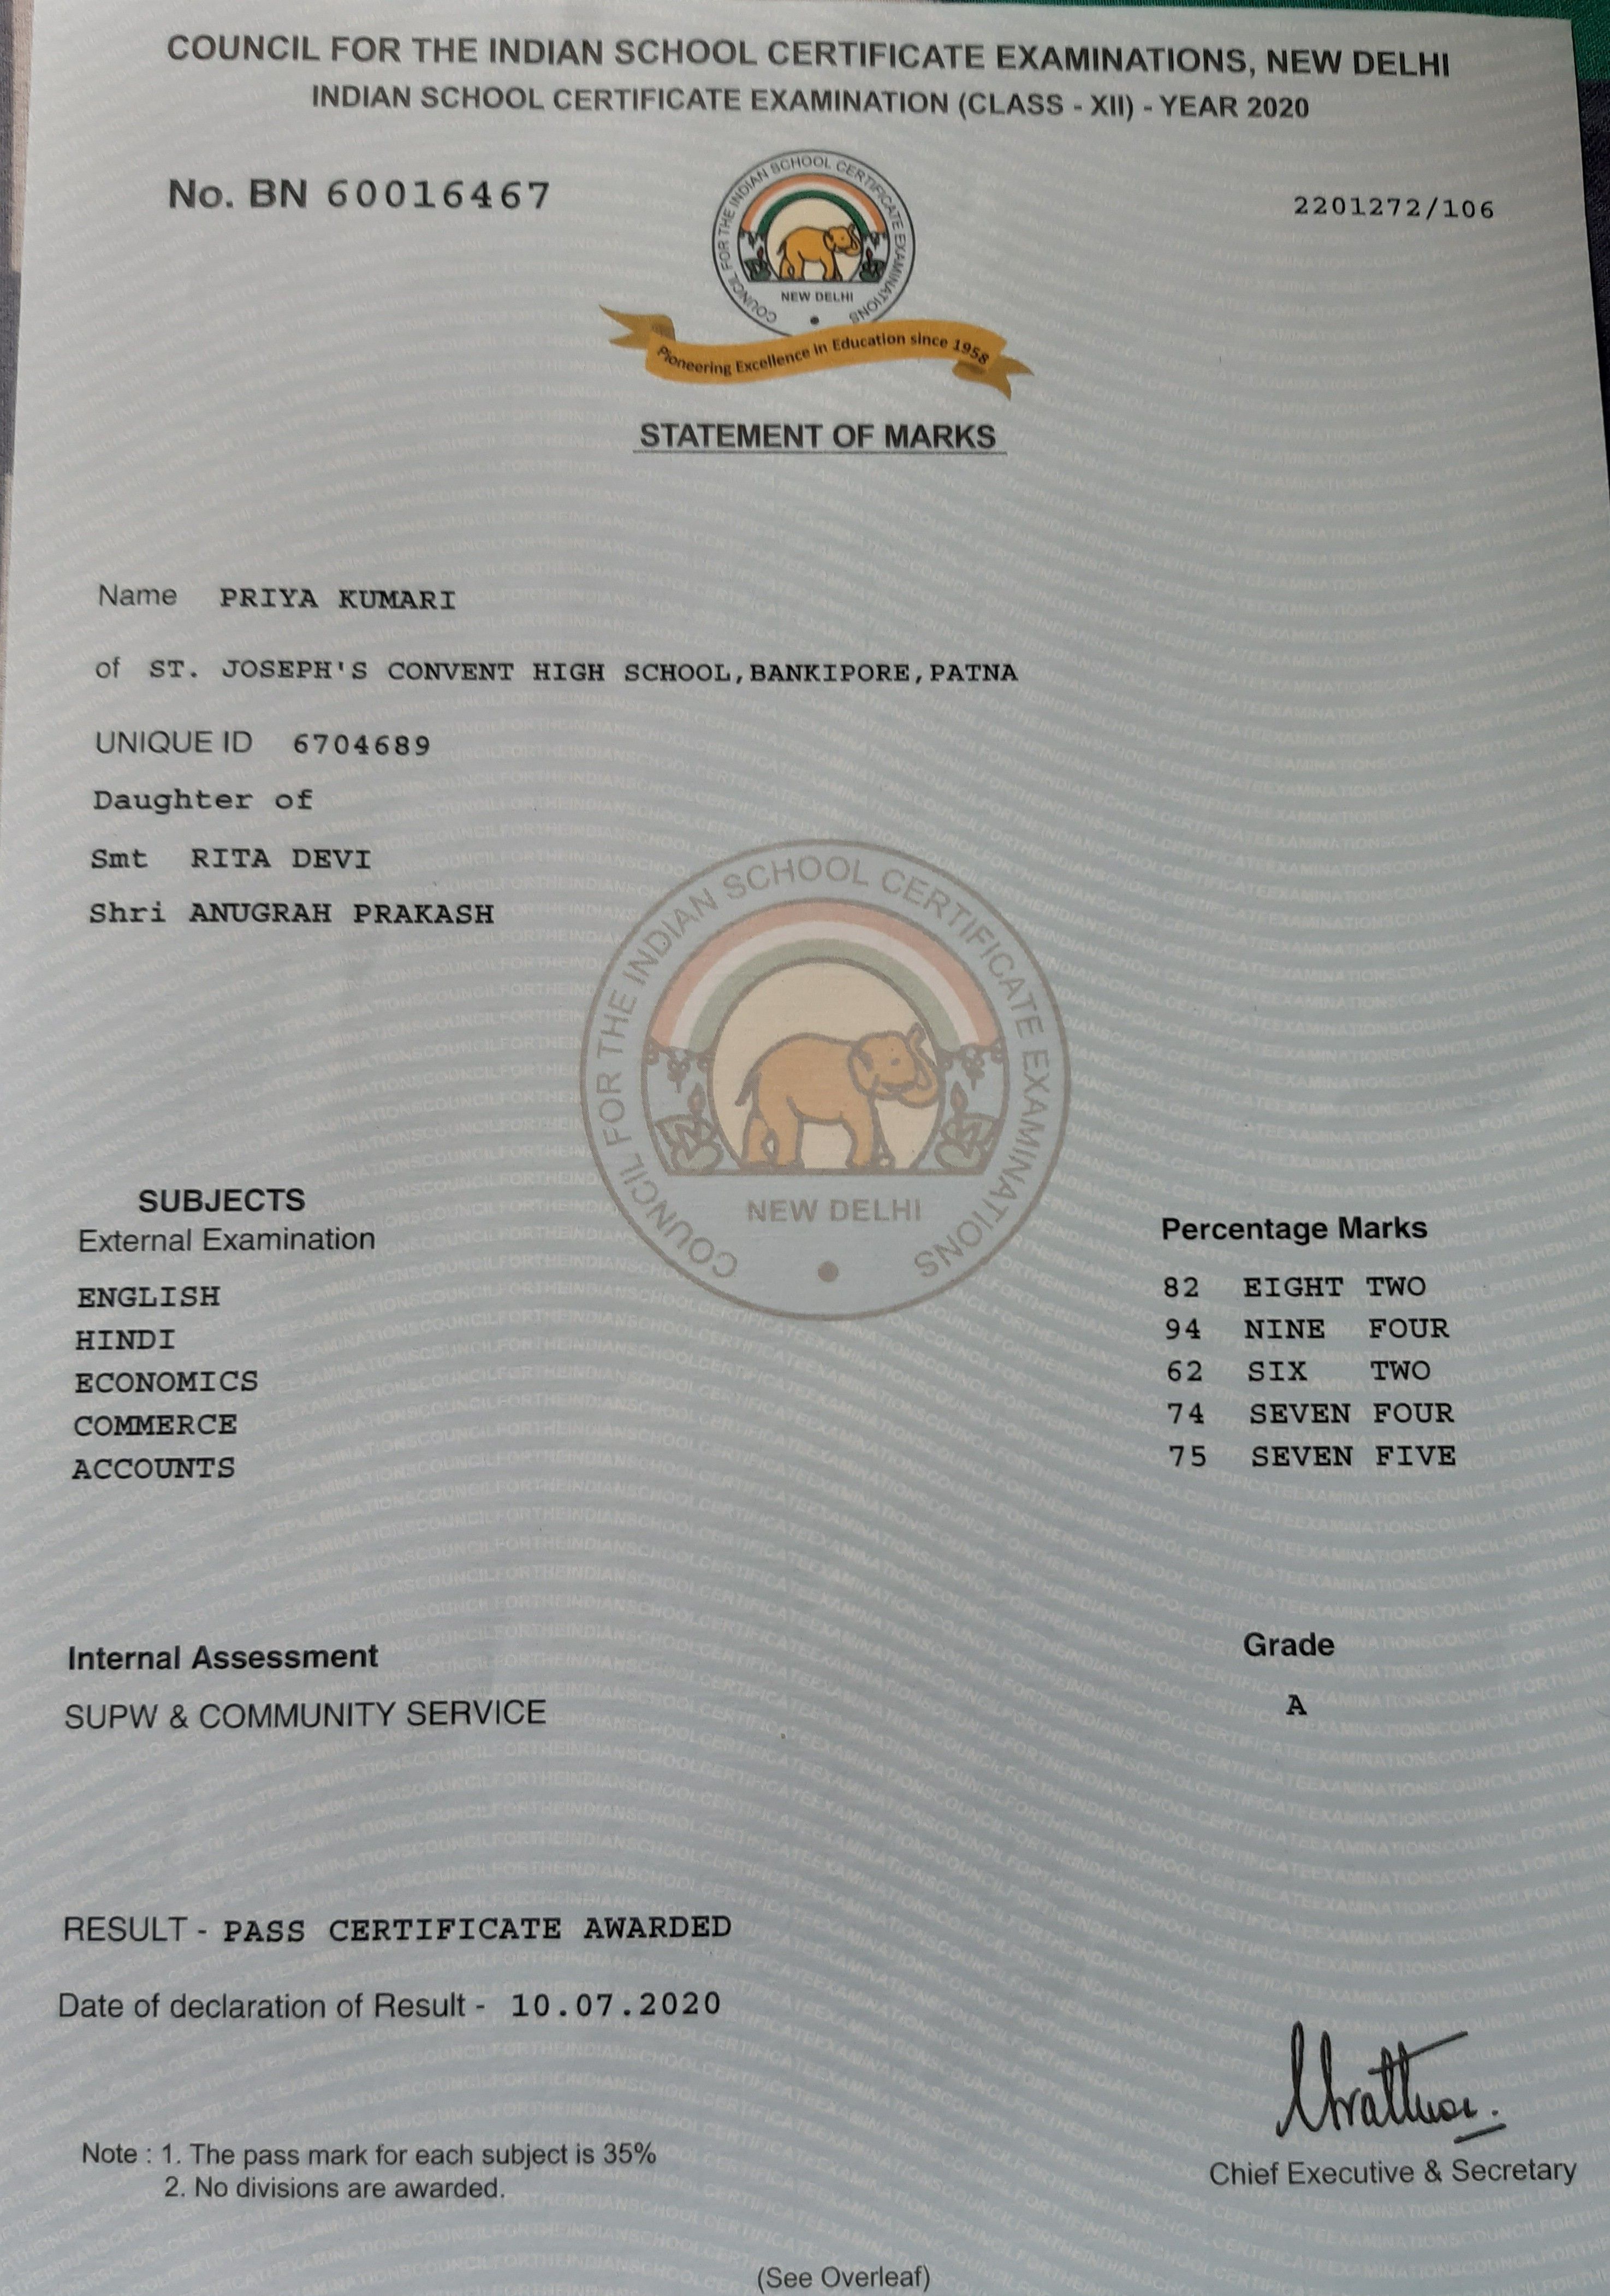 COUNCIL FOR THE INDIAN SCHOOL CERTIFICATE EXAMINATIONS, NEW DELHI
INDIAN SCHOOL CERTIFICATE EXAMINATION (CLASS - XII) - YEAR 2020
No. BN 60016467
2201272/106
COUNCIL FOR THE INDIAN SCHOOL CERTIFICATE EXAMINATIONS
NEW DELHI
Pioneering Excellence in Education since 1958
STATEMENT OF MARKS
Name PRIYA KUMARI
of ST. JOSEPH'S CONVENT HIGH SCHOOL,BANKIPORE,PATNA
UNIQUE ID 6704689
Daughter of
Smt RITA DEVI
Shri ANUGRAH PRAKASH
COUNCIL FOR THE INDIAN SCHOOL CERTIFICATE EXAMINATIONS
NEW DELHI
SUBJECTS
External Examination Percentage Marks
ENGLISH 82 EIGHT TWO
HINDI 94 NINE FOUR
ECONOMICS 62 SIX TWO
COMMERCE 74 SEVEN FOUR
ACCOUNTS 75 SEVEN FIVE
Internal Assessment Grade
SUPW & COMMUNITY SERVICE A
RESULT - PASS CERTIFICATE AWARDED
Date of declaration of Result - 10.07.2020
Note : 1. The pass mark for each subject is 35%
2. No divisions are awarded.
Chief Executive & Secretary
(See Overleaf)